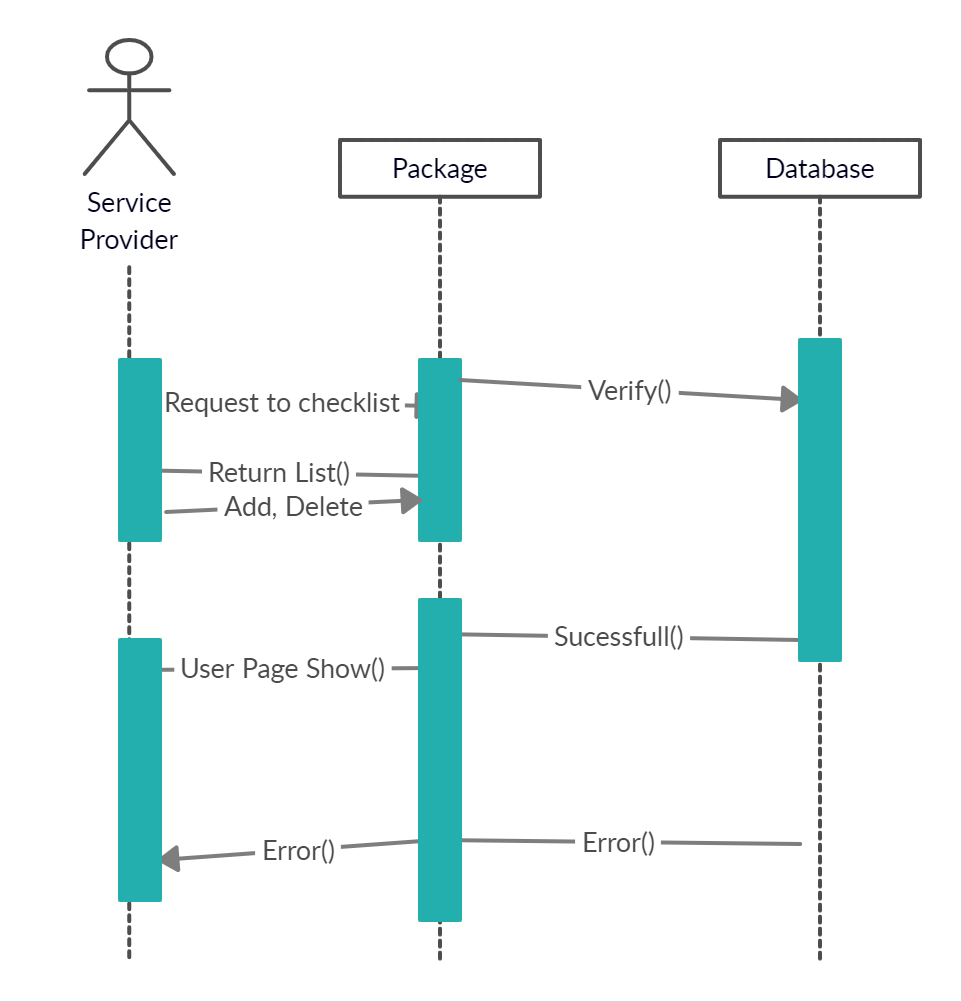 Service
Provider
Package
Database
Verify()
Request to checklist
Return List()
Add, Delete
Sucessfull()
User Page Show()
Error()
Error()